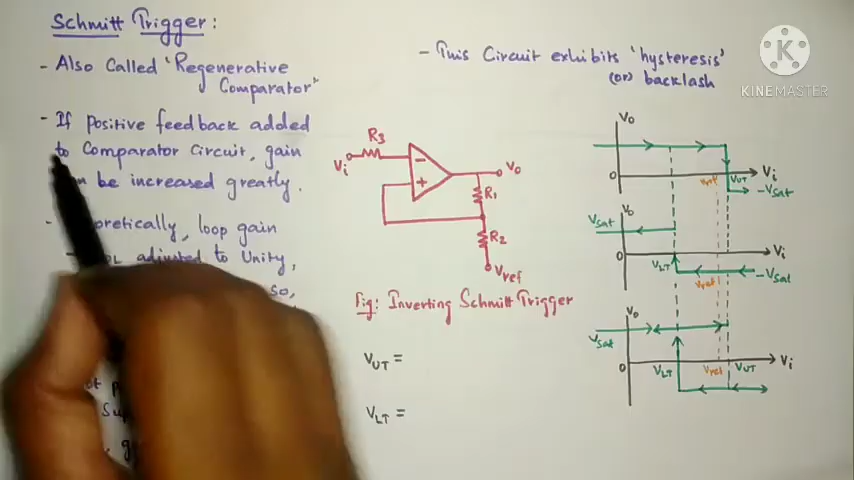 Schmitt Trigger:
- Also Called 'Regenerative
Comparator'
- If Positive feedback added
to Comparator Circuit, gain
be increased greatly.
loop gain
adjusted to Unity,
so,
- This Circuit exhibits 'hysteresis'
(or) backlash
K
KINEMASTER
R3
Vi
-
+
Vo
R1
R2
Vref
Fig: Inverting Schmitt Trigger
VUT =
VLT =
Vo
0
Vref
VUT
Vi
-Vsat
Vo
Vsat
0
VLT
Vref
Vi
-Vsat
Vo
Vsat
0
VLT
Vref
VUT
Vi